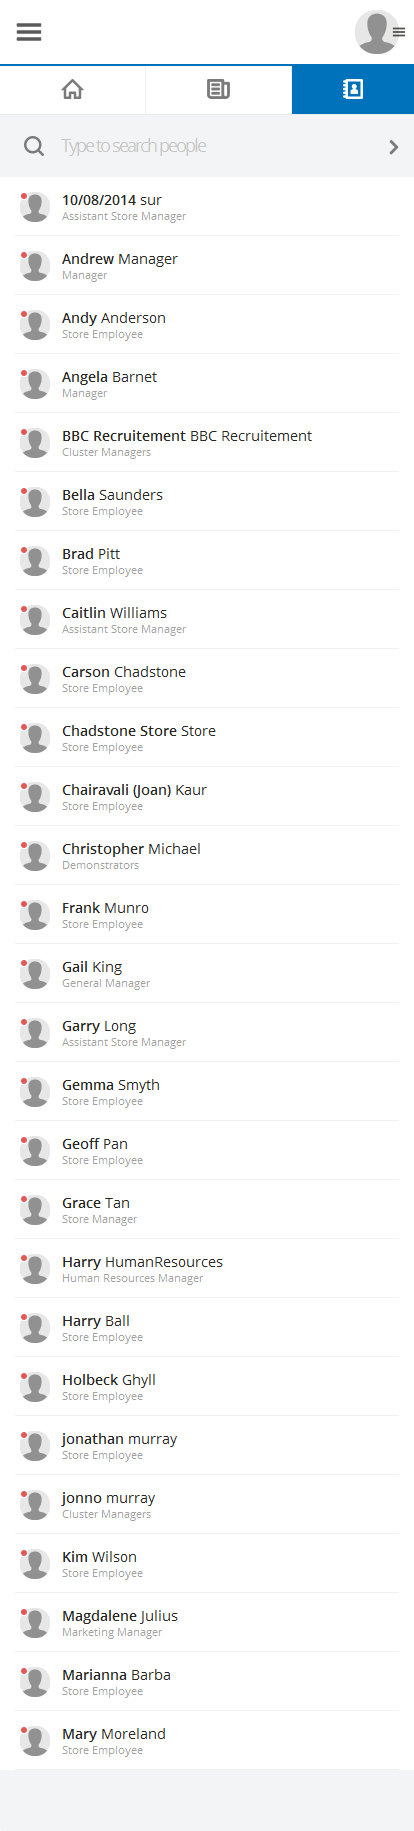 Type to search people
10/08/2014 sur
Assistant Store Manager
Andrew Manager
Manager
Andy Anderson
Store Employee
Angela Barnet
Manager
BBC Recruitement BBC Recruitement
Cluster Managers
Bella Saunders
Store Employee
Brad Pitt
Store Employee
Caitlin Williams
Assistant Store Manager
Carson Chadstone
Store Employee
Chadstone Store Store
Store Employee
Chairavali (Joan) Kaur
Store Employee
Christopher Michael
Demonstrators
Frank Munro
Store Employee
Gail King
General Manager
Garry Long
Assistant Store Manager
Gemma Smyth
Store Employee
Geoff Pan
Store Employee
Grace Tan
Store Manager
Harry HumanResources
Human Resources Manager
Harry Ball
Store Employee
Holbeck Ghyll
Store Employee
jonathan murray
Store Employee
jonno murray
Cluster Managers
Kim Wilson
Store Employee
Magdalene Julius
Marketing Manager
Marianna Barba
Store Employee
Mary Moreland
Store Employee